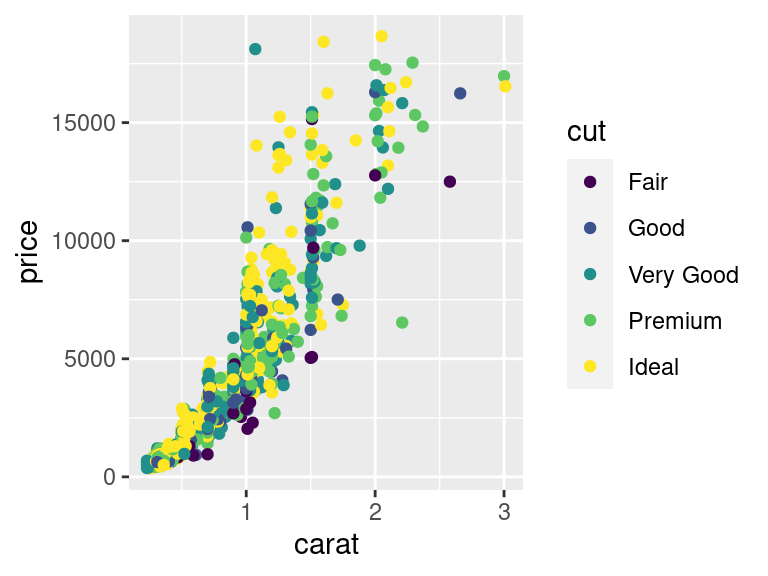 15000
10000
5000
0
price
1
2
3
carat
cut
Fair
Good
Very Good
Premium
Ideal